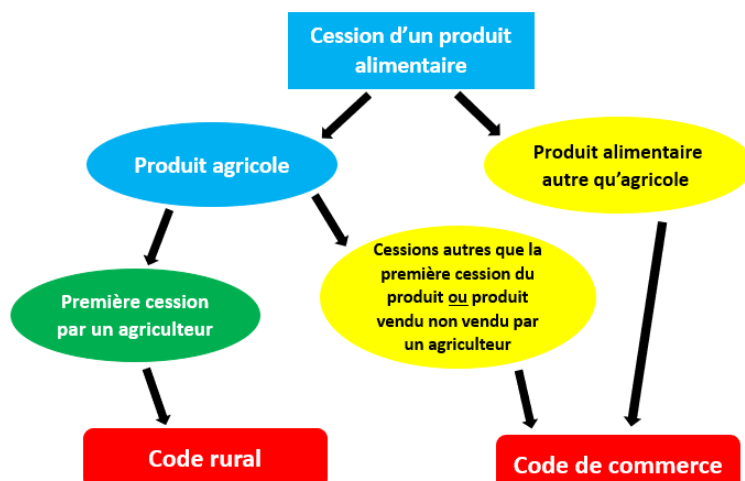 Cession d'un produit
alimentaire
Produit agricole
Produit alimentaire
autre qu'agricole
Première cession
par un agriculteur
Cessions autres que la
première cession du
produit ou produit
vendu non vendu par
un agriculteur
Code rural
Code de commerce